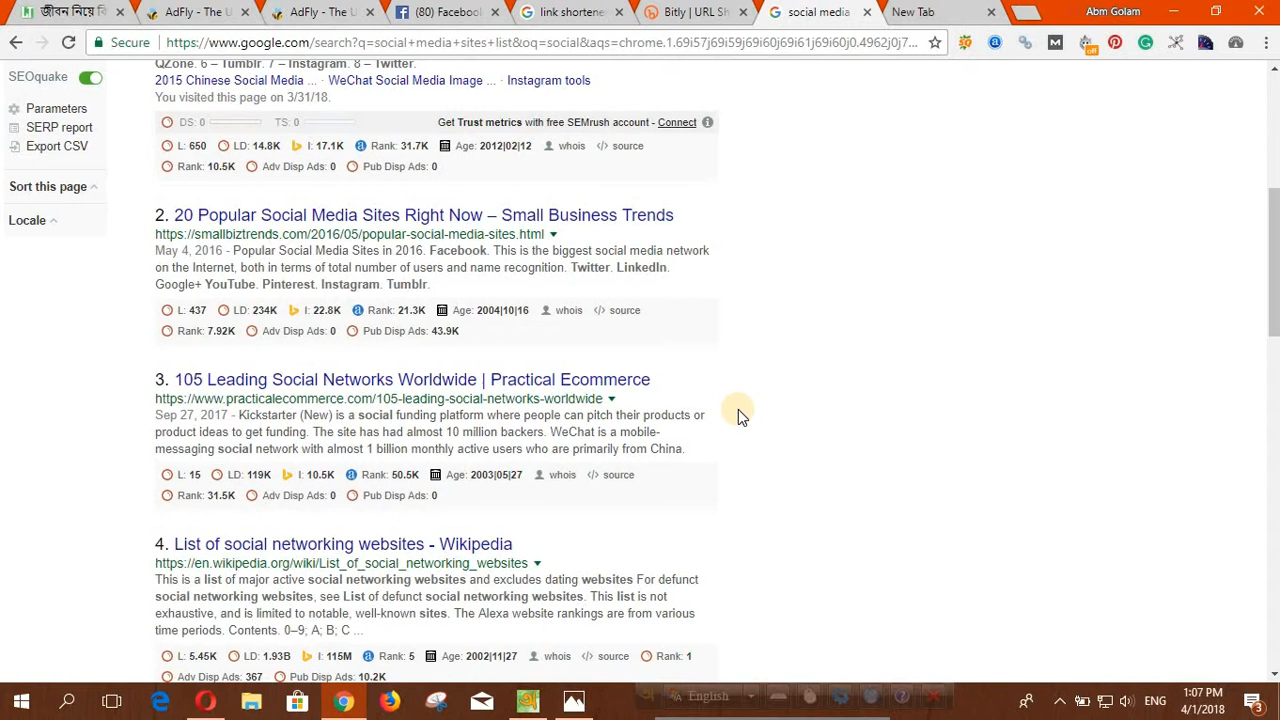 জীবন নিয়ে বি
AdFly - The U
AdFly - The U
(80) Facebook
link shortene
Bitly | URL Sh
social media
New Tab
Abm Golam
Secure
https://www.google.com/search?q=social+media+sites+list&oq=social&aqs=chrome.1.69i57j69i59j69i60j69i61j69i60j0.4962j0j7...
SEOquake
Parameters
SERP report
Export CSV
Sort this page
Locale
QZone. 6 – Tumblr. 7 – Instagram. 8 – Twitter.
2015 Chinese Social Media ... · WeChat Social Media Image ... · Instagram tools
You visited this page on 3/31/18.
DS: 0 TS: 0 Get Trust metrics with free SEMrush account - Connect
L: 650 LD: 14.8K I: 17.1K Rank: 31.7K Age: 2012|02|12 whois source
Rank: 10.5K Adv Disp Ads: 0 Pub Disp Ads: 0
2. 20 Popular Social Media Sites Right Now – Small Business Trends
https://smallbiztrends.com/2016/05/popular-social-media-sites.html
May 4, 2016 - Popular Social Media Sites in 2016. Facebook. This is the biggest social media network
on the Internet, both in terms of total number of users and name recognition. Twitter. LinkedIn.
Google+ YouTube. Pinterest. Instagram. Tumblr.
L: 437 LD: 234K I: 22.8K Rank: 21.3K Age: 2004|10|16 whois source
Rank: 7.92K Adv Disp Ads: 0 Pub Disp Ads: 43.9K
3. 105 Leading Social Networks Worldwide | Practical Ecommerce
https://www.practicalecommerce.com/105-leading-social-networks-worldwide
Sep 27, 2017 - Kickstarter (New) is a social funding platform where people can pitch their products or
product ideas to get funding. The site has had almost 10 million backers. WeChat is a mobile-
messaging social network with almost 1 billion monthly active users who are primarily from China.
L: 15 LD: 119K I: 10.5K Rank: 50.5K Age: 2003|05|27 whois source
Rank: 31.5K Adv Disp Ads: 0 Pub Disp Ads: 0
4. List of social networking websites - Wikipedia
https://en.wikipedia.org/wiki/List_of_social_networking_websites
This is a list of major active social networking websites and excludes dating websites For defunct
social networking websites, see List of defunct social networking websites. This list is not
exhaustive, and is limited to notable, well-known sites. The Alexa website rankings are from various
time periods. Contents. 0–9; A; B; C ...
L: 5.45K LD: 1.93B I: 115M Rank: 5 Age: 2002|11|27 whois source Rank: 1
Adv Disp Ads: 367 Pub Disp Ads: 10.2K
off
English
ENG
1:07 PM
4/1/2018
3